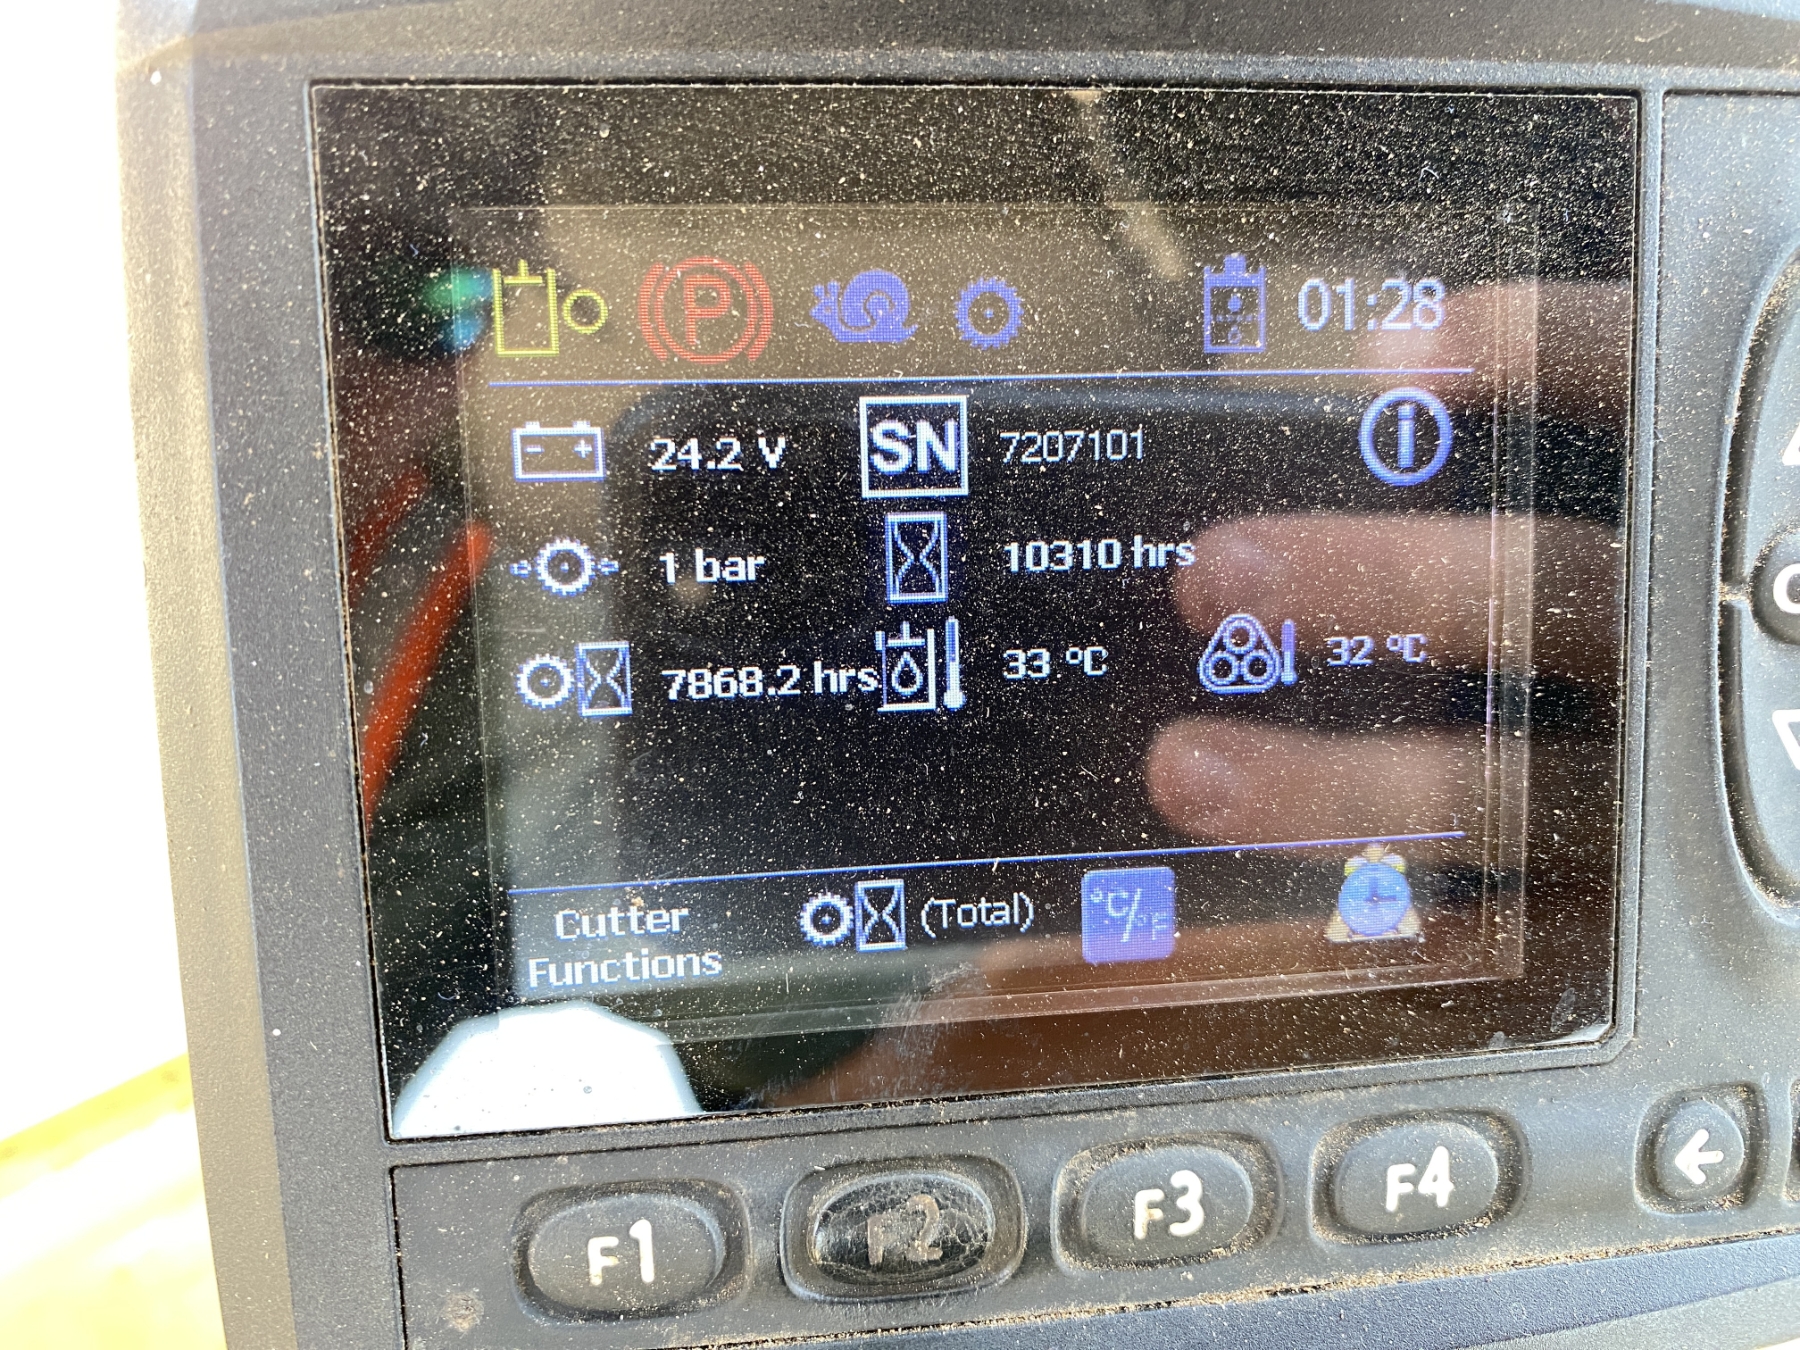 P 01:28
24.2 V SN 7207101 i
1 bar 10310 hrs
7868.2 hrs 33 °C 32 °C
Cutter Functions (Total) °C/°F
F1 F2 F3 F4